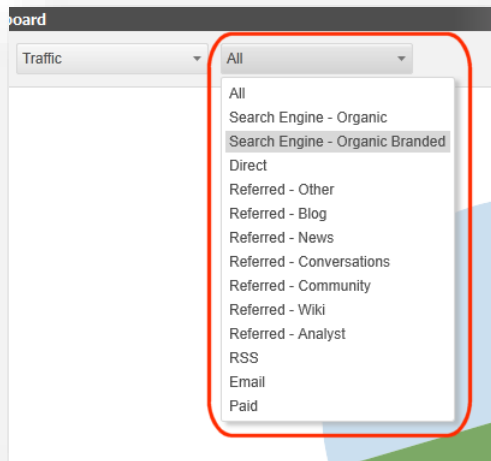 board
Traffic
All
All
Search Engine - Organic
Search Engine - Organic Branded
Direct
Referred - Other
Referred - Blog
Referred - News
Referred - Conversations
Referred - Community
Referred - Wiki
Referred - Analyst
RSS
Email
Paid